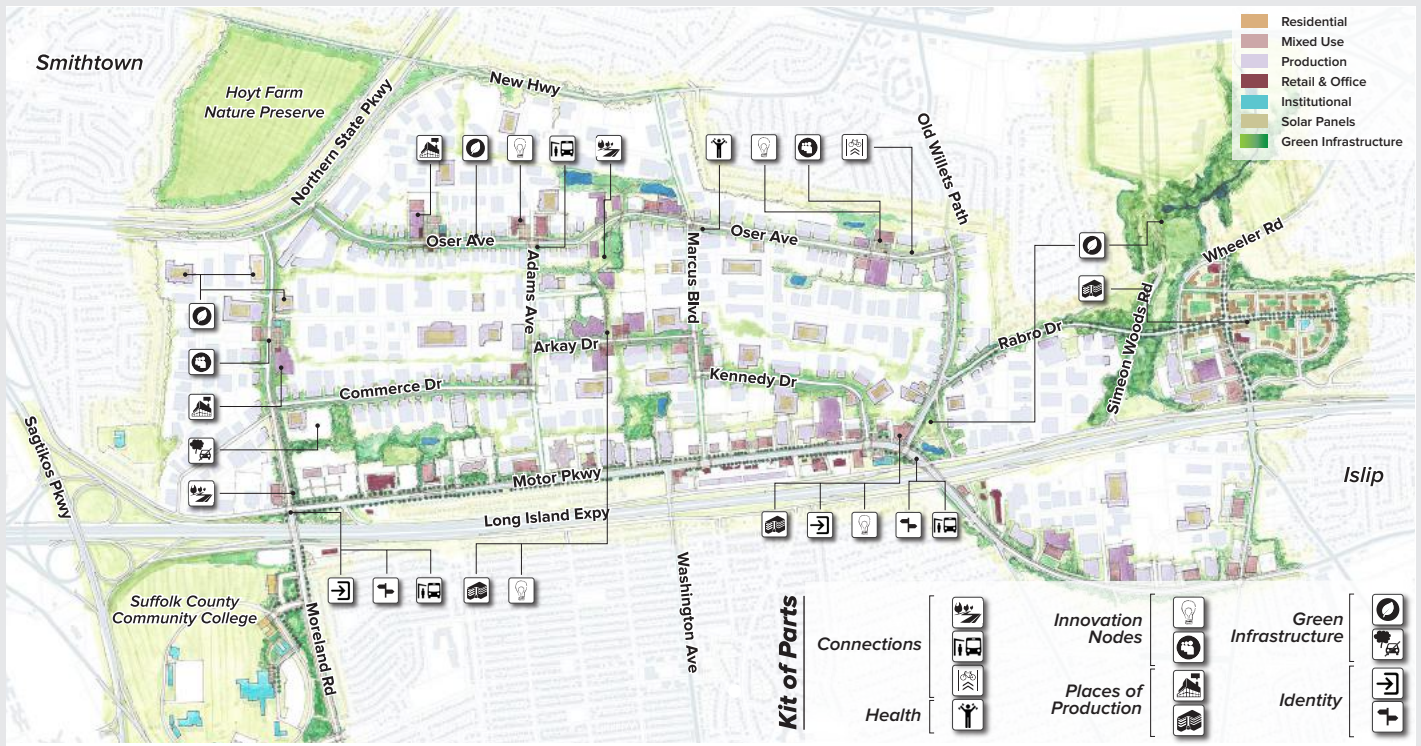 Smithtown
Hoyt Farm
Nature Preserve
Northern State Pkwy
New Hwy
Old Willets Path
Residential
Mixed Use
Production
Retail & Office
Institutional
Solar Panels
Green Infrastructure
Oser Ave
Adams Ave
Marcus Blvd
Oser Ave
Wheeler Rd
Simeon Woods Rd
Rabro Dr
Arkay Dr
Kennedy Dr
Commerce Dr
Sagtikos Pkwy
Motor Pkwy
Long Island Expy
Islip
Washington Ave
Suffolk County
Community College
Moreland Rd
Kit of Parts
Connections
Health
Innovation
Nodes
Places of
Production
Green
Infrastructure
Identity